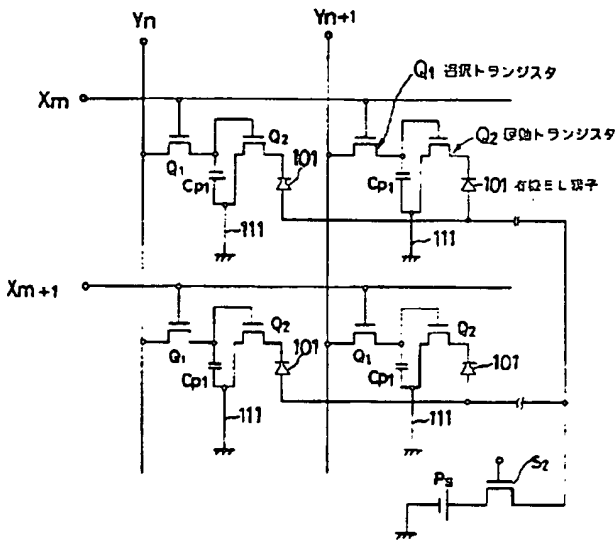 Yn
Yn+1
Xm
Q1 選択トランジスタ
Q2 駆動トランジスタ
101 有機EL素子
Q1
Q2
Cp1
101
111
Q1
Cp1
111
Xm+1
Q1
Q2
Cp1
101
111
Q1
Q2
Cp1
101
111
Ps
S2